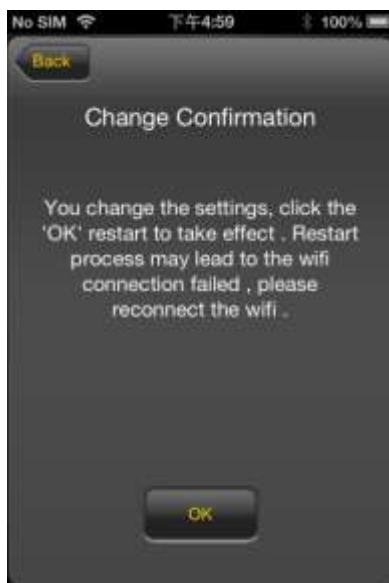 No SIM 下午4:59 100%
Back
Change Confirmation
You change the settings, click the
'OK' restart to take effect . Restart
process may lead to the wifi
connection failed , please
reconnect the wifi .
OK